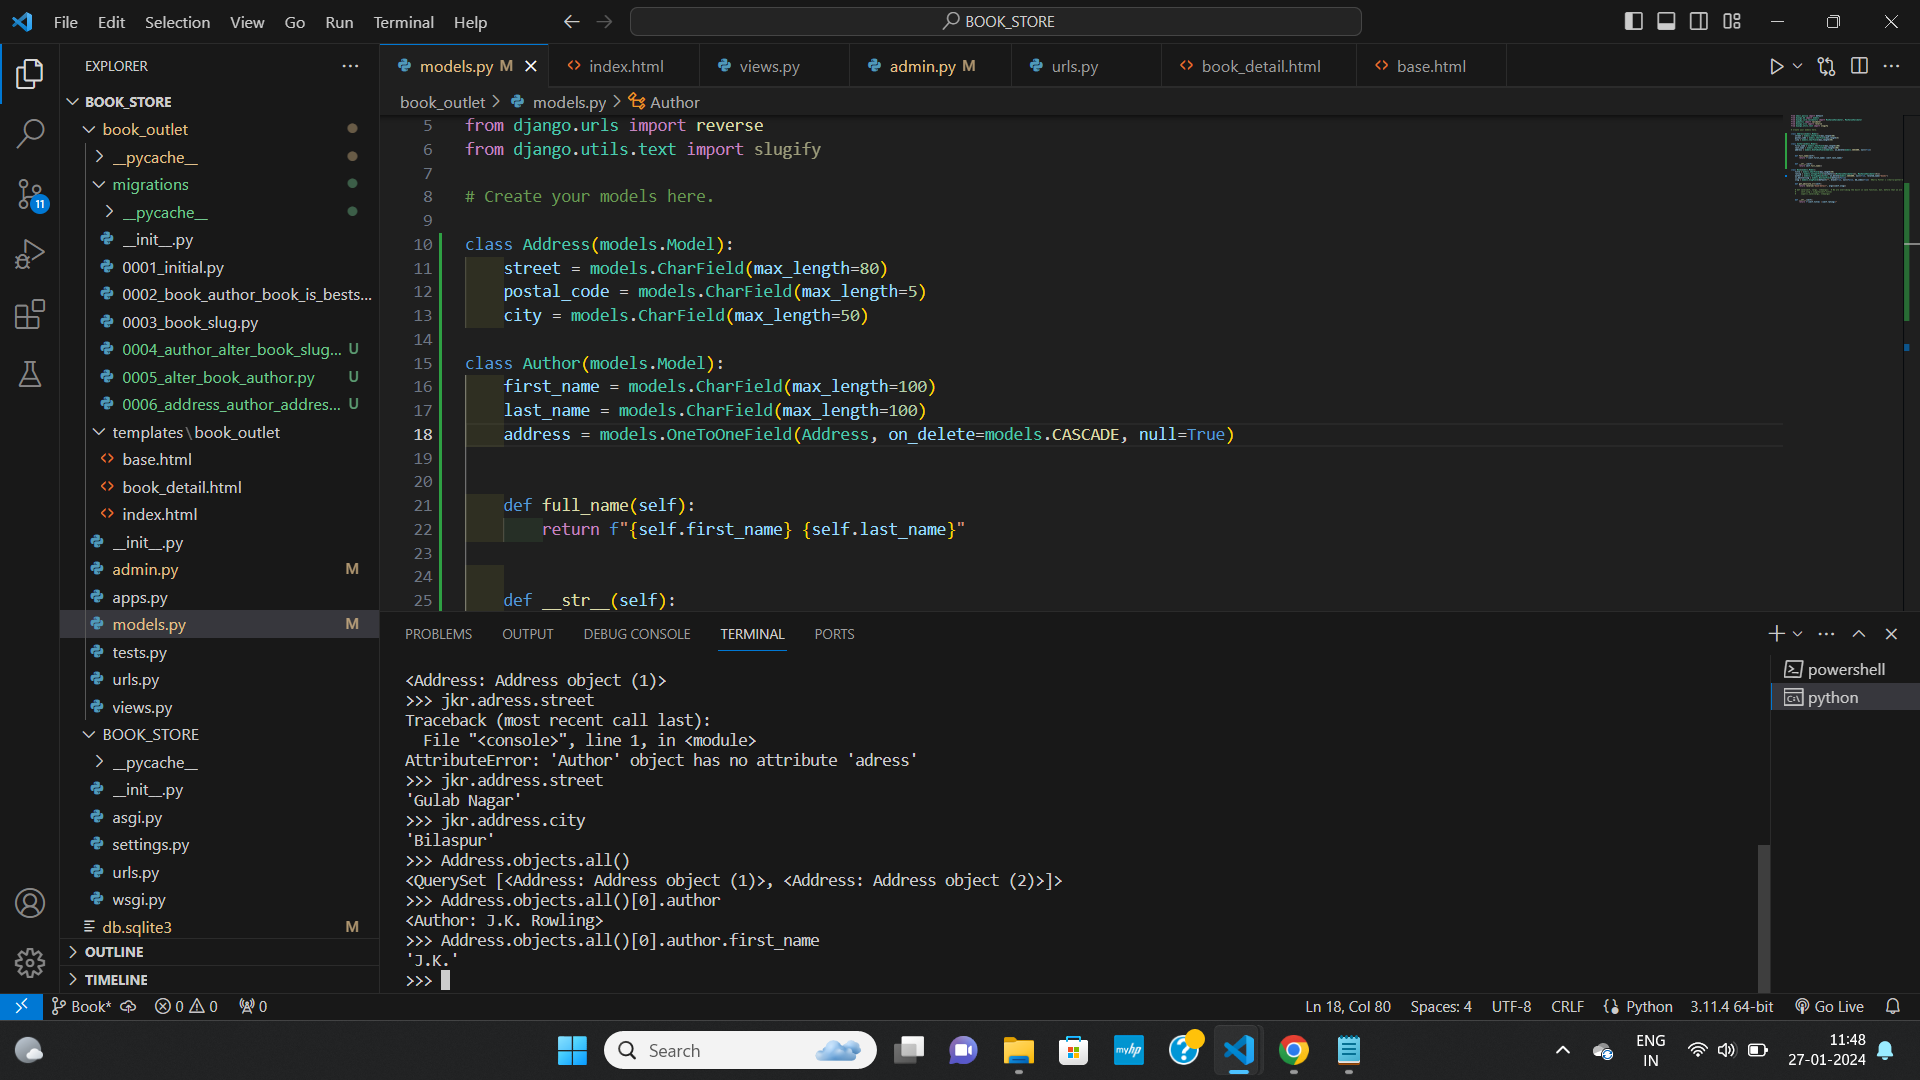 File Edit Selection View Go Run Terminal Help
BOOK_STORE
EXPLORER
BOOK_STORE
book_outlet
__pycache__
migrations
__pycache__
__init__.py
0001_initial.py
0002_book_author_book_is_bests...
0003_book_slug.py
0004_author_alter_book_slug... U
0005_alter_book_author.py U
0006_address_author_addres... U
templates\book_outlet
base.html
book_detail.html
index.html
__init__.py
admin.py M
apps.py
models.py M
tests.py
urls.py
views.py
BOOK_STORE
__pycache__
__init__.py
asgi.py
settings.py
urls.py
wsgi.py
db.sqlite3 M
OUTLINE
TIMELINE
11
models.py M index.html views.py admin.py M urls.py book_detail.html base.html
book_outlet > models.py > Author
5 from django.urls import reverse
6 from django.utils.text import slugify
7
8 # Create your models here.
9
10 class Address(models.Model):
11 street = models.CharField(max_length=80)
12 postal_code = models.CharField(max_length=5)
13 city = models.CharField(max_length=50)
14
15 class Author(models.Model):
16 first_name = models.CharField(max_length=100)
17 last_name = models.CharField(max_length=100)
18 address = models.OneToOneField(Address, on_delete=models.CASCADE, null=True)
19
20
21 def full_name(self):
22 return f"{self.first_name} {self.last_name}"
23
24
25 def __str__(self):
PROBLEMS OUTPUT DEBUG CONSOLE TERMINAL PORTS
<Address: Address object (1)>
>>> jkr.adress.street
Traceback (most recent call last):
File "<console>", line 1, in <module>
AttributeError: 'Author' object has no attribute 'adress'
>>> jkr.address.street
'Gulab Nagar'
>>> jkr.address.city
'Bilaspur'
>>> Address.objects.all()
<QuerySet [<Address: Address object (1)>, <Address: Address object (2)>]>
>>> Address.objects.all()[0].author
<Author: J.K. Rowling>
>>> Address.objects.all()[0].author.first_name
'J.K.'
>>>
powershell
python
Book* 0 0 0
Ln 18, Col 80 Spaces: 4 UTF-8 CRLF Python 3.11.4 64-bit Go Live
Search
myhp
ENG
IN
11:48
27-01-2024